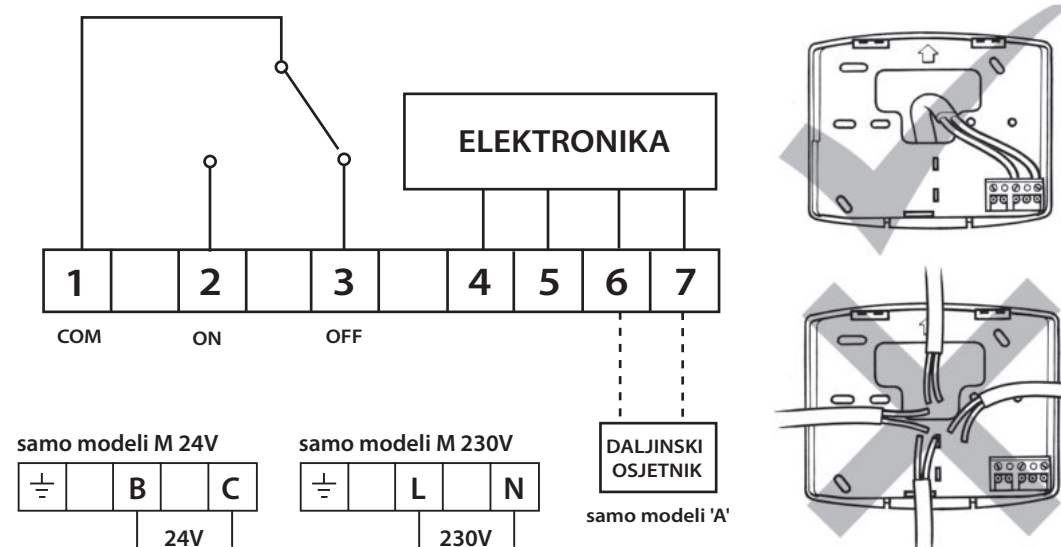 ELEKTRONIKA
1 2 3 4 5 6 7
COM ON OFF
samo modeli M 24V
B C
24V
samo modeli M 230V
L N
230V
DALJINSKI
OSJETNIK
samo modeli 'A'